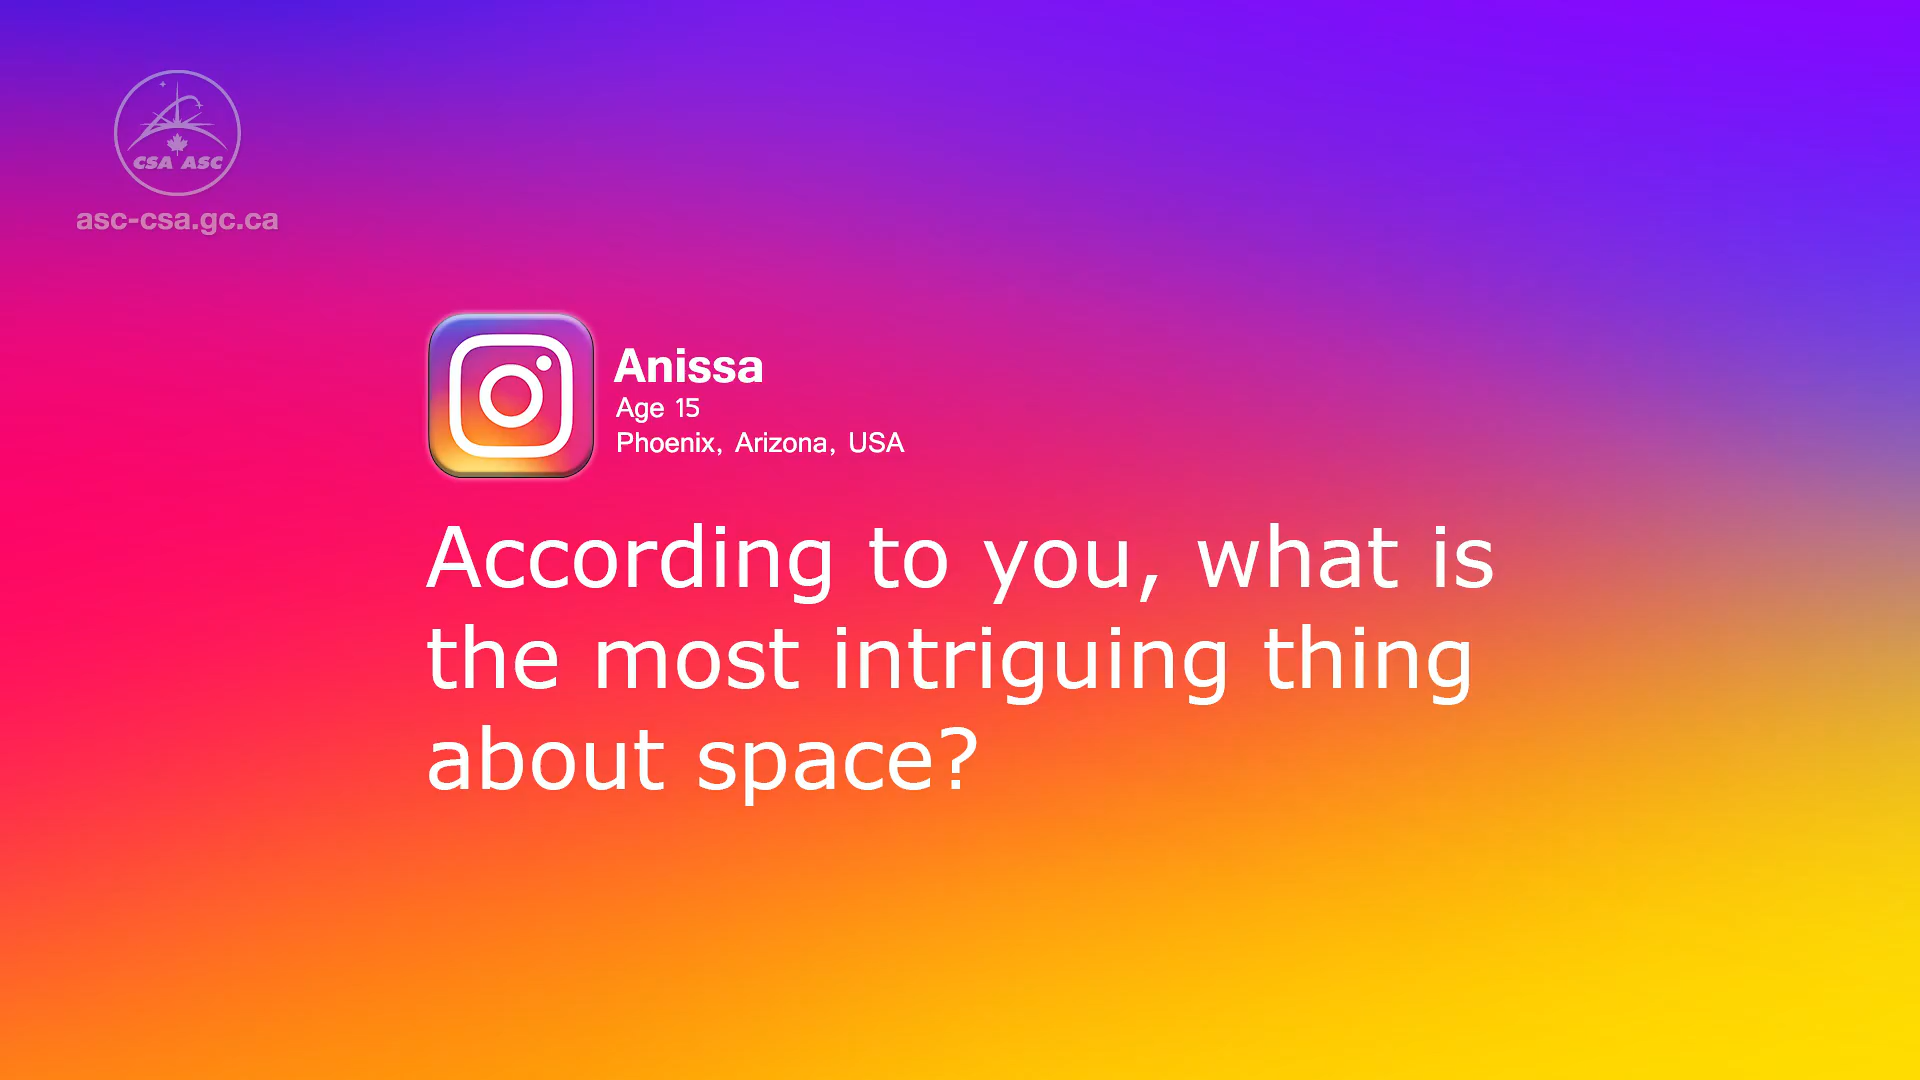 CSA ASC
asc-csa.gc.ca
Anissa
Age 15
Phoenix, Arizona, USA
According to you, what is
the most intriguing thing
about space?